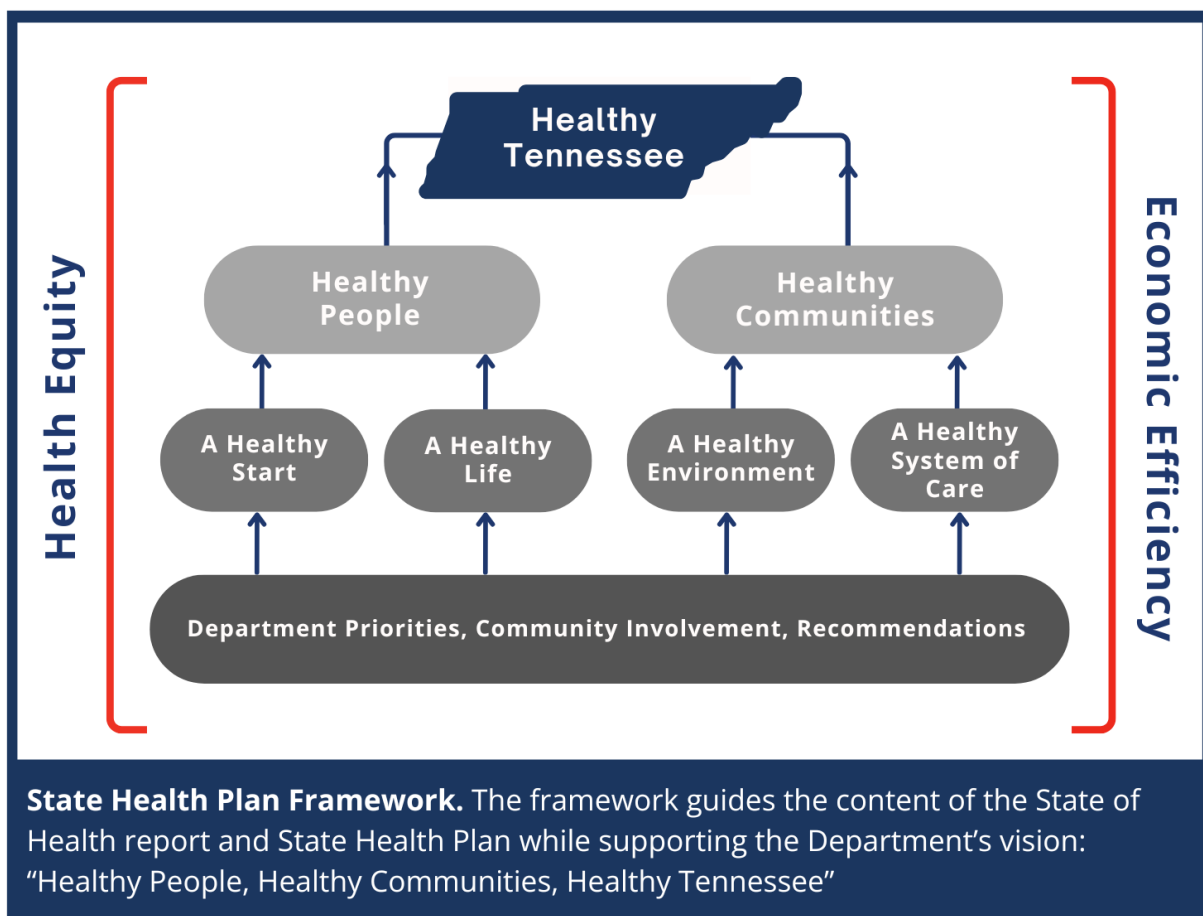 Healthy
Tennessee
Health Equity
Economic Efficiency
Healthy
People
Healthy
Communities
A Healthy
Start
A Healthy
Life
A Healthy
Environment
A Healthy
System of
Care
Department Priorities, Community Involvement, Recommendations
State Health Plan Framework. The framework guides the content of the State of
Health report and State Health Plan while supporting the Department’s vision:
“Healthy People, Healthy Communities, Healthy Tennessee”